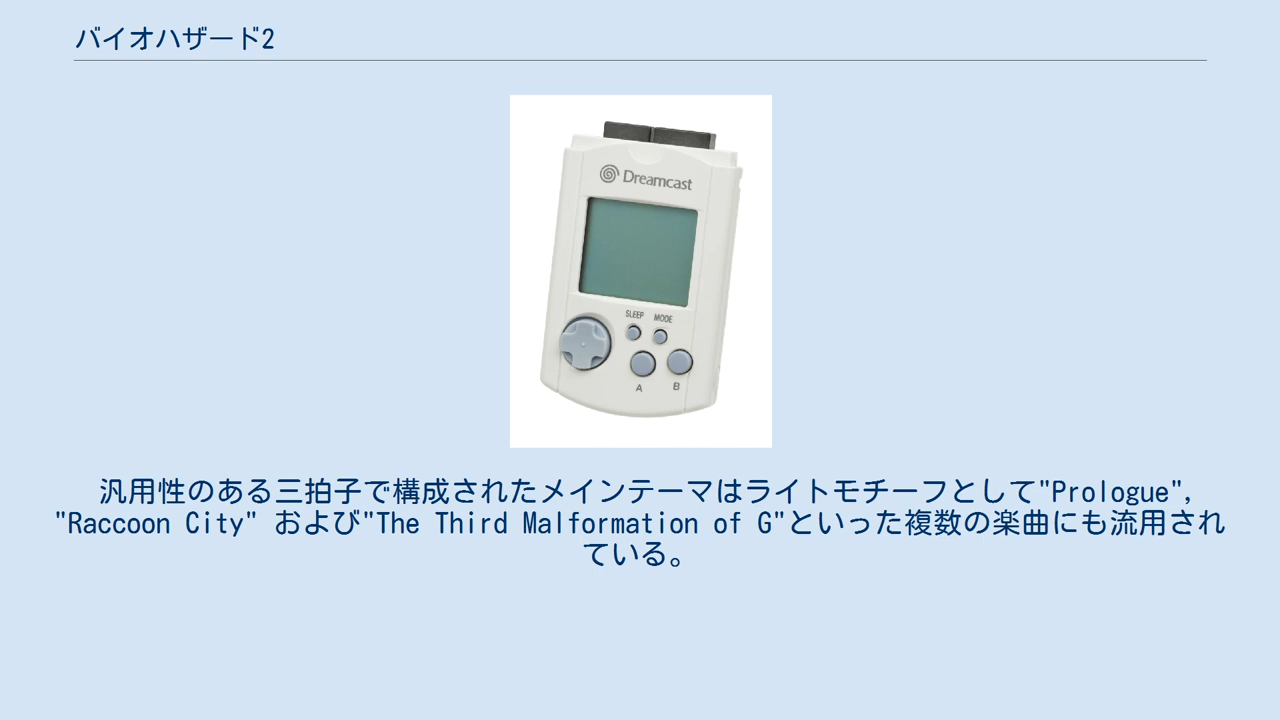 バイオハザード2
Dreamcast
SLEEP MODE
A B
汎用性のある三拍子で構成されたメインテーマはライトモチーフとして"Prologue",
"Raccoon City" および"The Third Malformation of G"といった複数の楽曲にも流用され
ている。